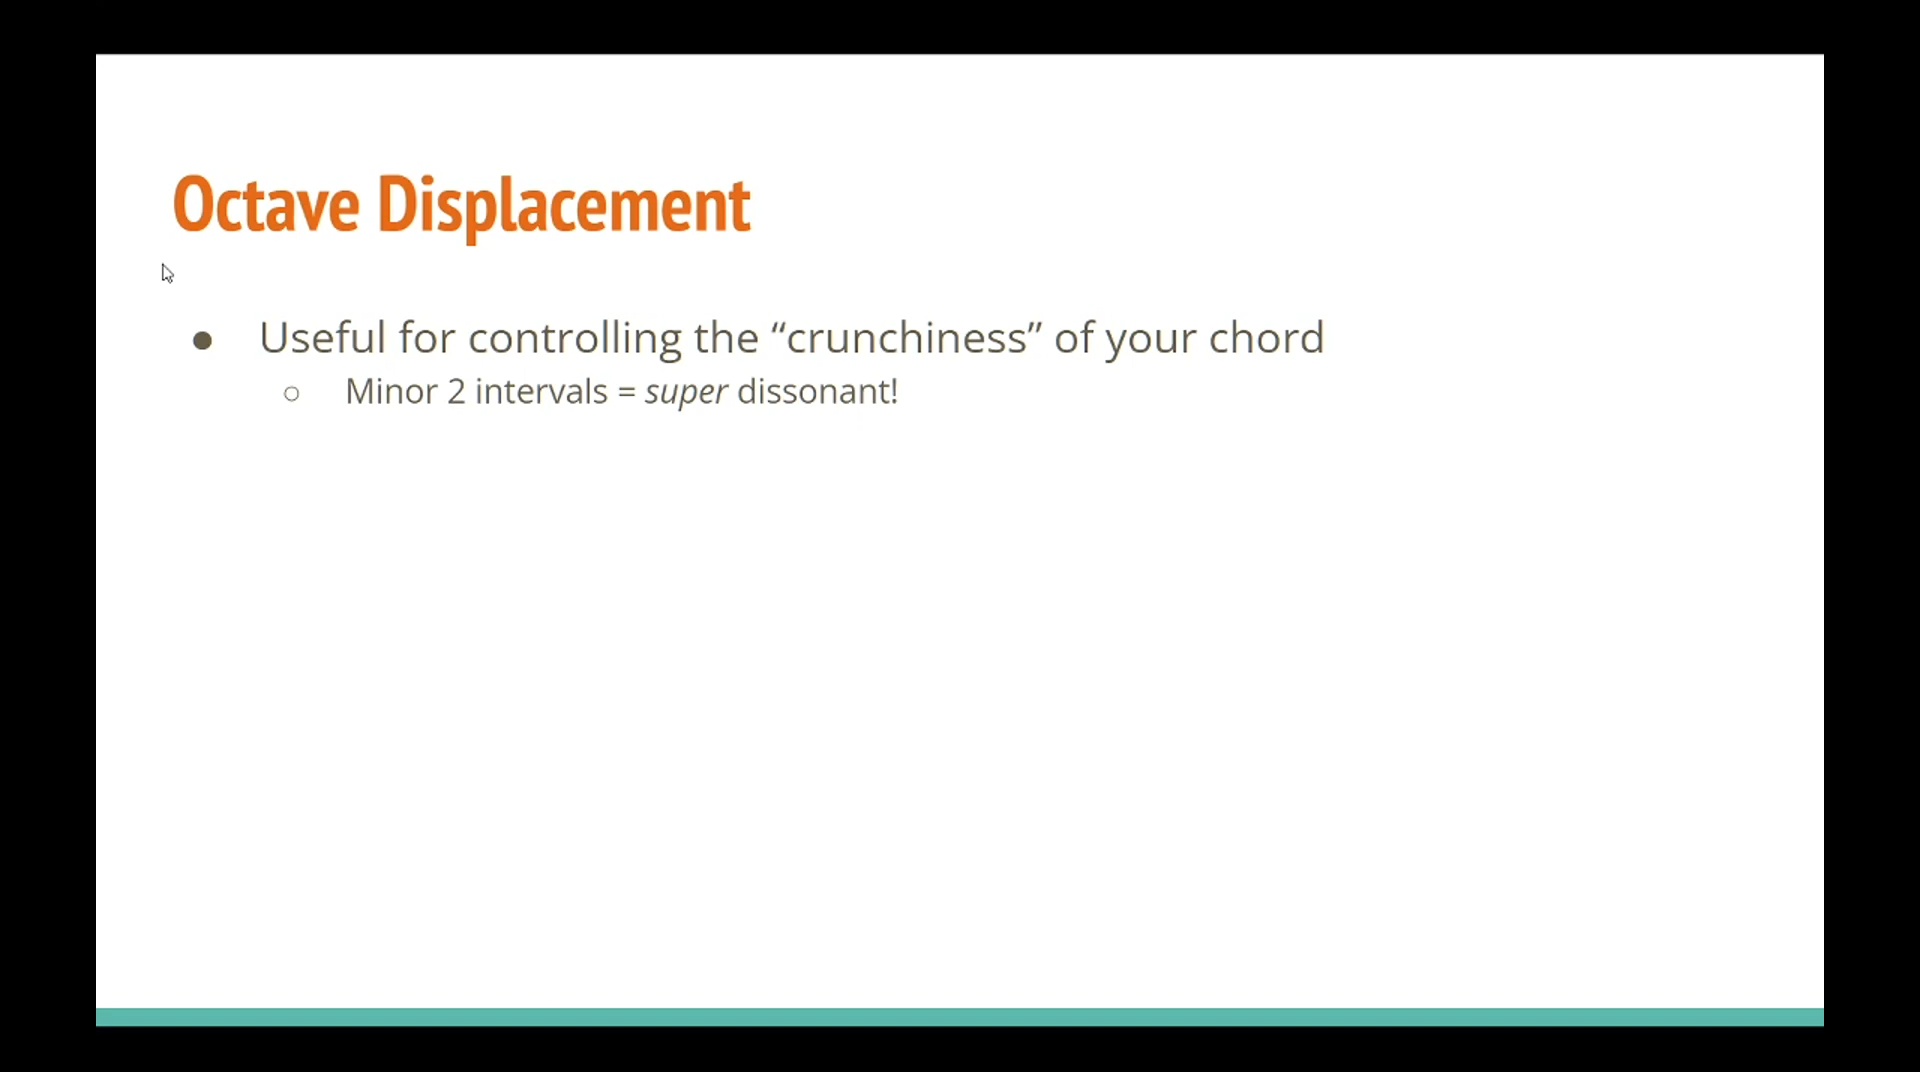 Octave Displacement
● Useful for controlling the “crunchiness” of your chord
○ Minor 2 intervals = super dissonant!